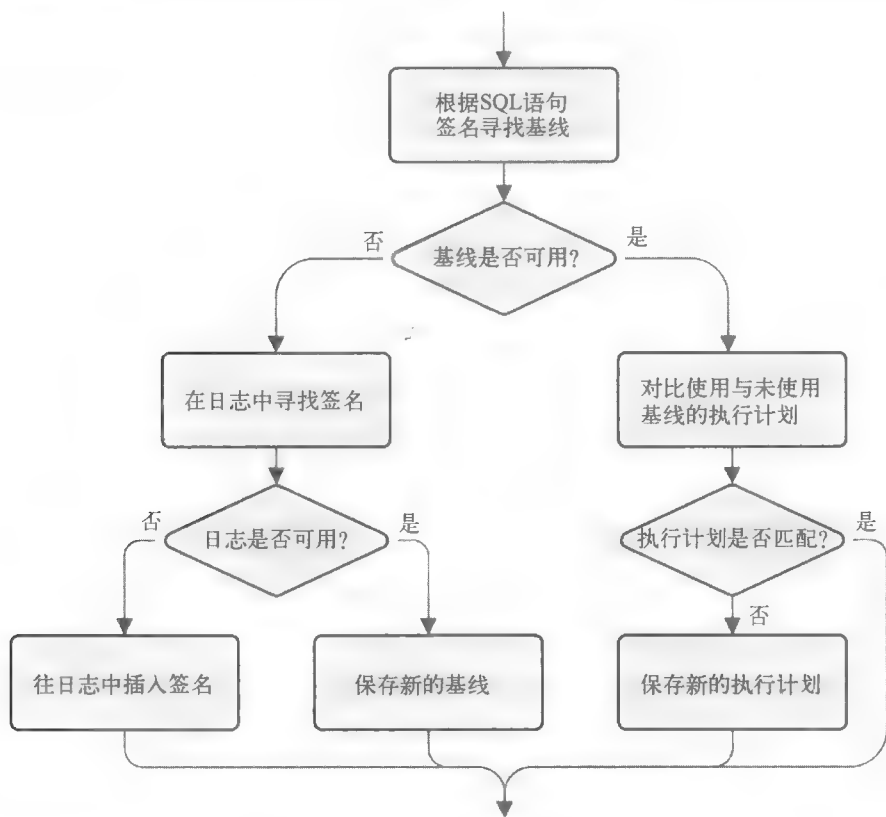 根据SQL语句
签名寻找基线
否
基线是否可用?
是
在日志中寻找签名
对比使用与未使用
基线的执行计划
否
日志是否可用?
是
执行计划是否匹配?
是
否
往日志中插入签名
保存新的基线
保存新的执行计划